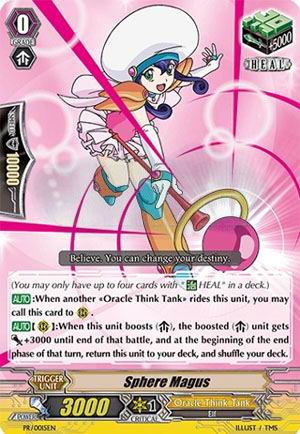 0
GRADE
+5000
HEAL
SHIELD
10000
Believe. You can change your destiny.
(You may only have up to four cards with "HEAL" in a deck.)
AUTO:When another «Oracle Think Tank» rides this unit, you may
call this card to .
AUTO【 】:When this unit boosts ( ), the boosted ( ) unit gets
+3000 until end of that battle, and at the beginning of the end
phase of that turn, return this unit to your deck, and shuffle your deck.
TRIGGER
UNIT
Sphere Magus
POWER
3000
1
CRITICAL
Oracle Think Tank
Elf
PR/0015EN
ILLUST / TMS